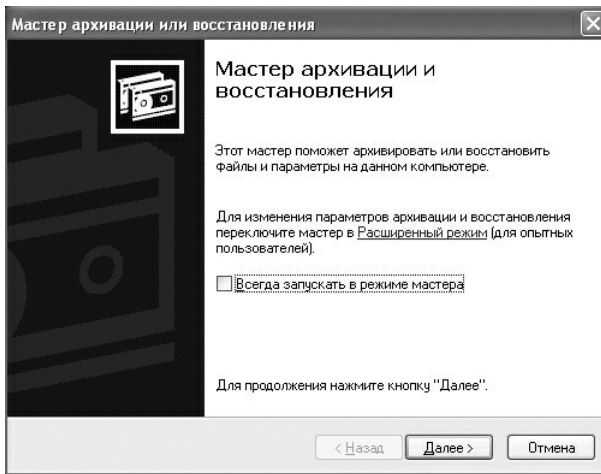 Мастер архивации или восстановления
Мастер архивации и
восстановления
Этот мастер поможет архивировать или восстановить
файлы и параметры на данном компьютере.
Для изменения параметров архивации и восстановления
переключите мастер в Расширенный режим (для опытных
пользователей).
Всегда запускать в режиме мастера
Для продолжения нажмите кнопку "Далее".
< Назад
Далее >
Отмена